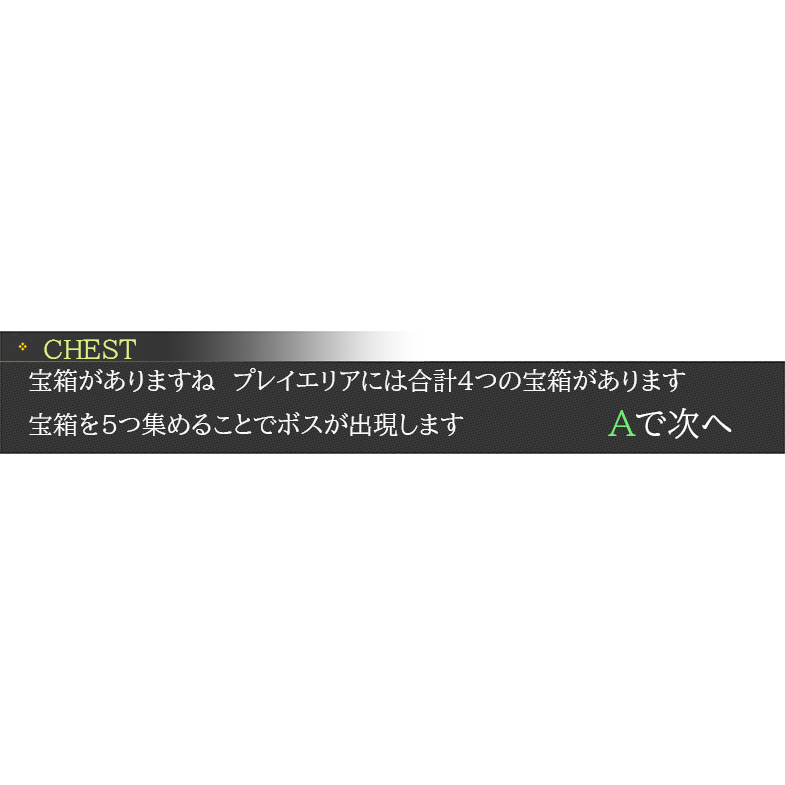 CHEST
宝箱がありますね　プレイエリアには合計4つの宝箱があります
宝箱を5つ集めることでボスが出現します
Aで次へ